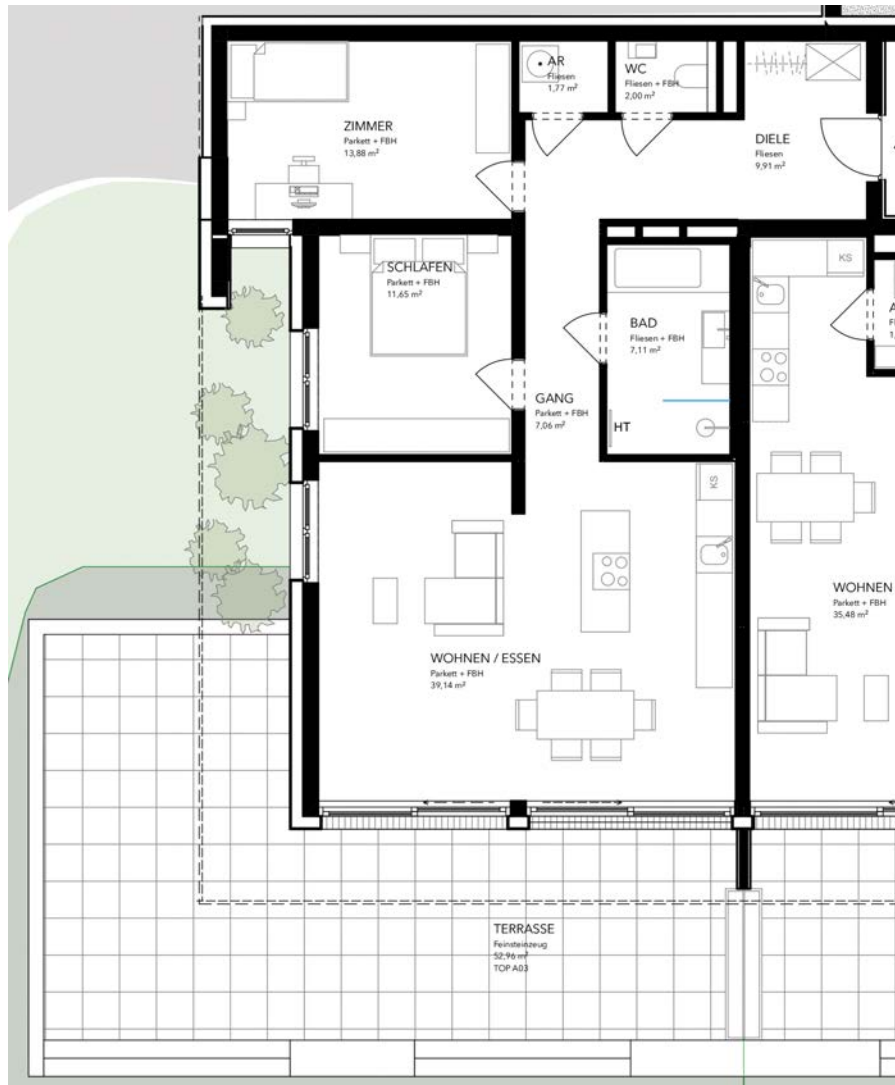 AR
Fliesen
1,77 m²
WC
Fliesen + FBH
2,00 m²
ZIMMER
Parkett + FBH
13,88 m²
DIELE
Fliesen
9,91 m²
SCHLAFEN
Parkett + FBH
11,65 m²
BAD
Fliesen + FBH
7,11 m²
KS
GANG
Parkett + FBH
7,06 m²
HT
KS
WOHNEN
Parkett + FBH
35,48 m²
WOHNEN / ESSEN
Parkett + FBH
39,14 m²
TERRASSE
Feinsteinzeug
52,96 m²
TOP A03